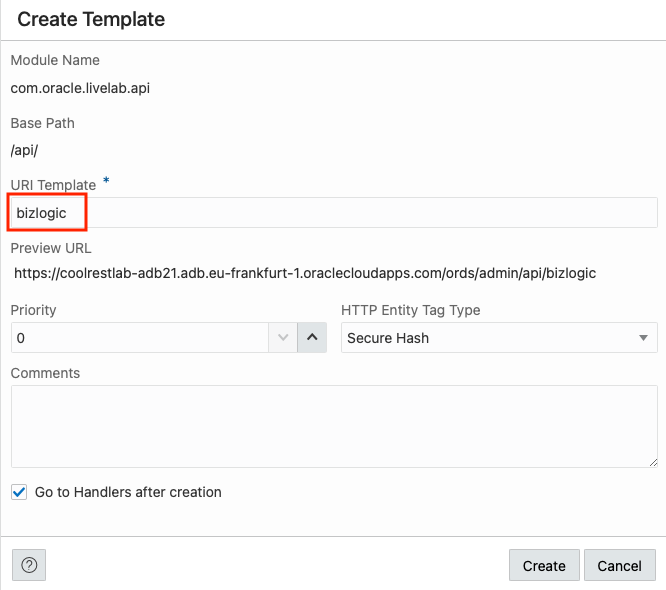 Create Template
Module Name
com.oracle.livelab.api
Base Path
/api/
URI Template *
bizlogic
Preview URL
https://coolrestlab-adb21.adb.eu-frankfurt-1.oraclecloudapps.com/ords/admin/api/bizlogic
Priority
HTTP Entity Tag Type
0
Secure Hash
Comments
Go to Handlers after creation
?
Create
Cancel